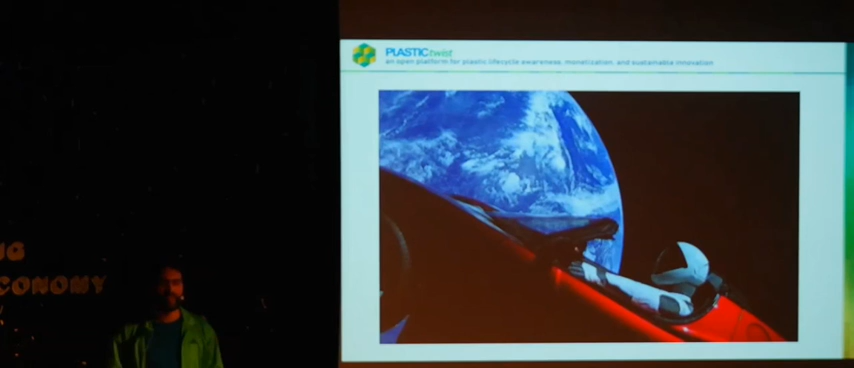 PLASTICtwist
an open platform for plastic lifecycle awareness, monetization, and sustainable innovation
CONOMY